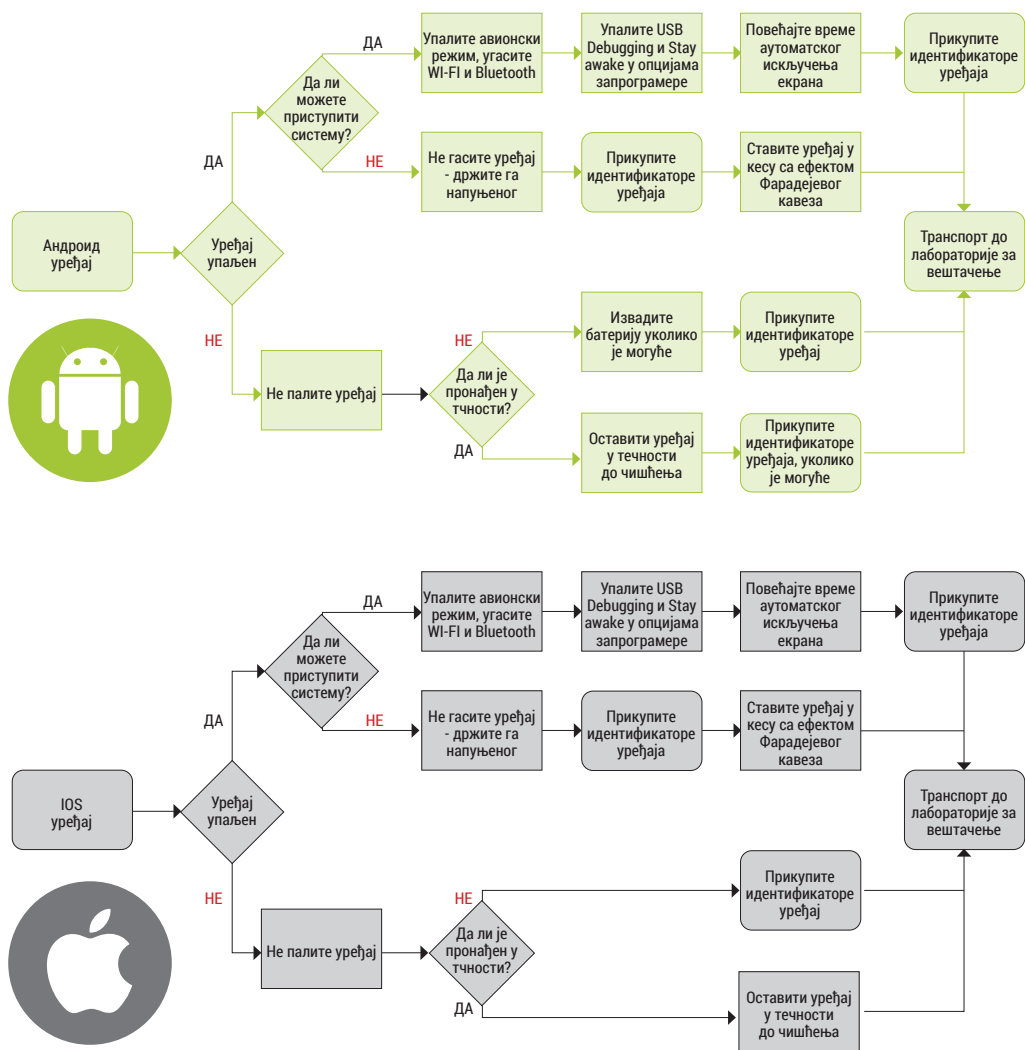 ДА
Упалите авионски
режим, угасите
WI-FI и Bluetooth
Упалите USB
Debugging и Stay
awake у опцијама
запрограмере
Повећајте време
аутоматског
искључења
екрана
Прикупите
идентификаторе
уређаја
Да ли
можете
приступити
систему?
ДА
НЕ
Не гасите уређај
- држите га
напуњеног
Прикупите
идентификаторе
уређаја
Ставите уређај у
кесу са ефектом
Фарадејевог
кавеза
Андроид
уређај
Уређај
упаљен
Транспорт до
лабораторије за
вештачење
НЕ
Не палите уређај
НЕ
Да ли је
пронађен у
тчности?
ДА
Извадите
батерију уколико
је могуће
Прикупите
идентификаторе
уређај
Оставити уређај
у течности
до чишћења
Прикупите
идентификаторе
уређаја, уколико
је могуће
ДА
Упалите авионски
режим, угасите
WI-FI и Bluetooth
Упалите USB
Debugging и Stay
awake у опцијама
запрограмере
Повећајте време
аутоматског
искључења
екрана
Прикупите
идентификаторе
уређаја
Да ли
можете
приступити
систему?
ДА
НЕ
Не гасите уређај
- држите га
напуњеног
Прикупите
идентификаторе
уређаја
Ставите уређај у
кесу са ефектом
Фарадејевог
кавеза
IOS
уређај
Уређај
упаљен
Транспорт до
лабораторије за
вештачење
НЕ
Не палите уређај
НЕ
Да ли је
пронађен у
тчности?
ДА
Прикупите
идентификаторе
уређај
Оставити уређај
у течности
до чишћења